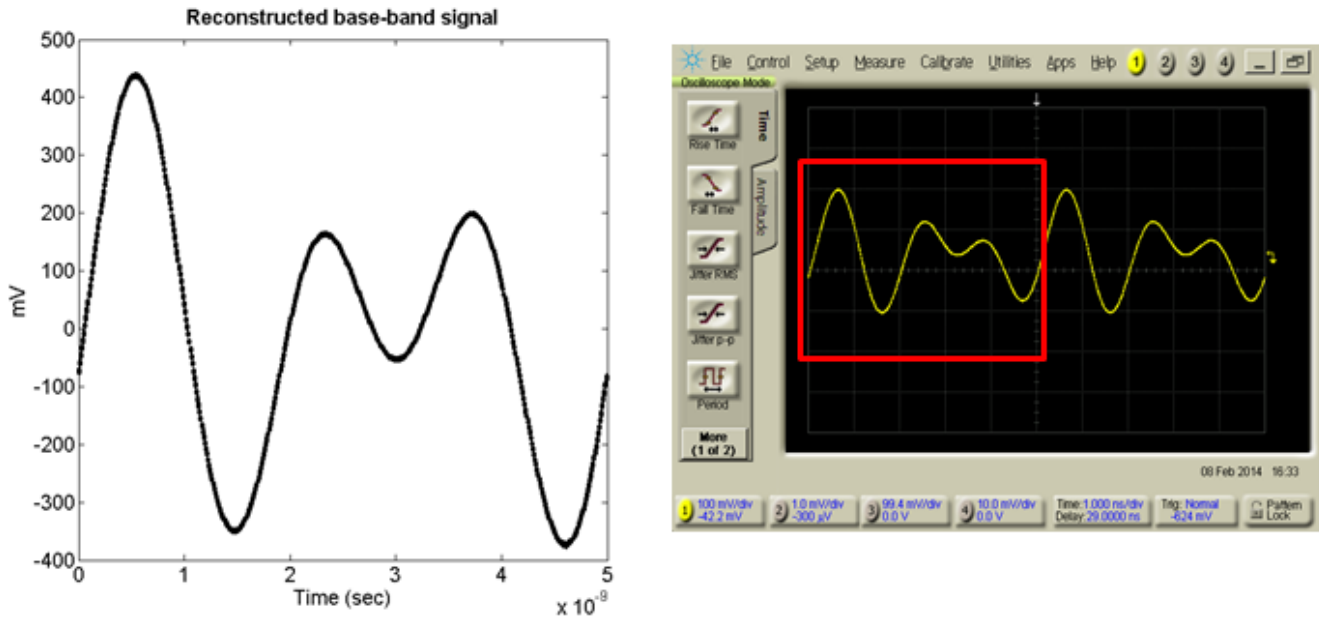 Reconstructed base-band signal
500
400
300
200
100
0
-100
-200
-300
-400
mV
0 1 2 3 4 5
Time (sec)
x 10⁻⁹
File Control Setup Measure Calibrate Utilities Apps Help 1 2 3 4
Oscilloscope Mode
Time
Amplitude
Rise Time
Fall Time
Jitter RMS
Jitter p-p
Period
More
(1 of 2)
08 Feb 2014 16:33
1 100 mV/div
-42.2 mV
2 1.0 mV/div
-300 µV
3 99.4 mV/div
0.0 V
4 10.0 mV/div
0.0 V
Time:1.000 ns/div
Delay:29.0000 ns
Trig: Normal
-624 mV
Pattern
Lock